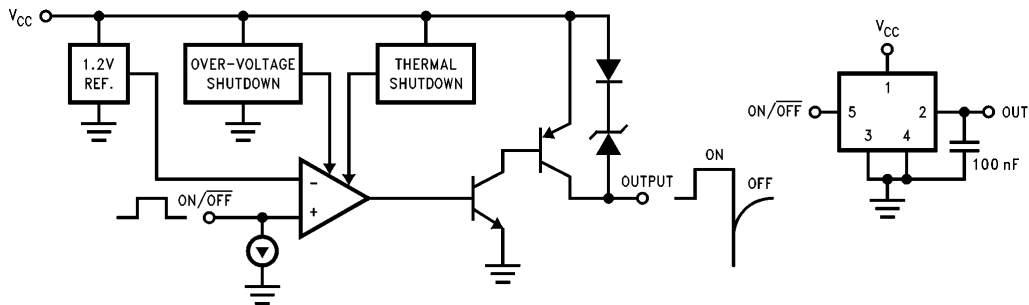 VCC
1.2V
REF.
OVER-VOLTAGE
SHUTDOWN
THERMAL
SHUTDOWN
-
+
ON/OFF
OUTPUT
ON
OFF
VCC
1
ON/OFF
5
2
OUT
3
4
100 nF